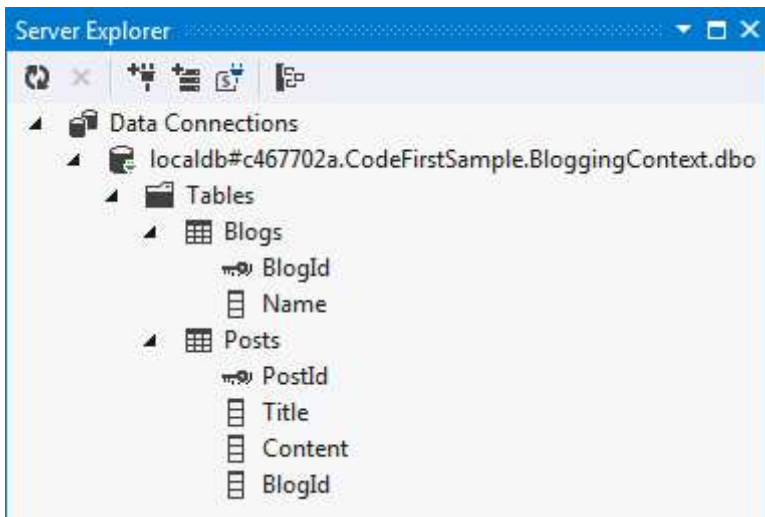 Server Explorer
Data Connections
localdb#c467702a.CodeFirstSample.BloggingContext.dbo
Tables
Blogs
BlogId
Name
Posts
PostId
Title
Content
BlogId